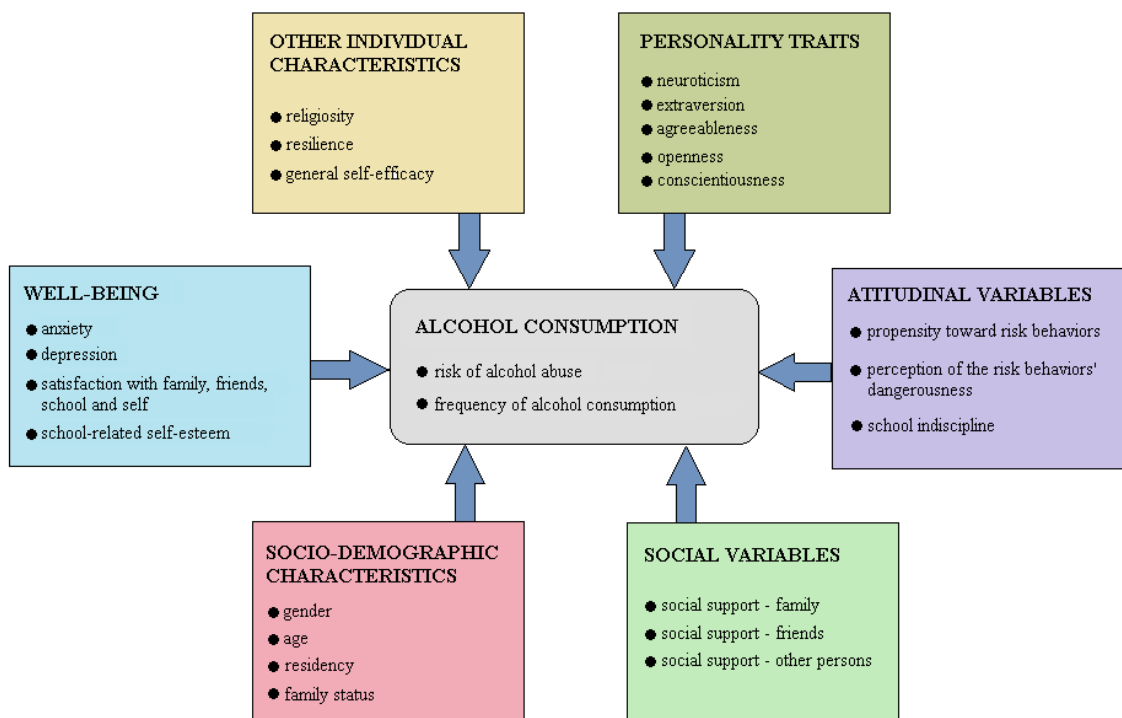 OTHER INDIVIDUAL
CHARACTERISTICS
● religiosity
● resilience
● general self-efficacy
PERSONALITY TRAITS
● neuroticism
● extraversion
● agreeableness
● openness
● conscientiousness
WELL-BEING
● anxiety
● depression
● satisfaction with family, friends,
school and self
● school-related self-esteem
ALCOHOL CONSUMPTION
● risk of alcohol abuse
● frequency of alcohol consumption
ATITUDINAL VARIABLES
● propensity toward risk behaviors
● perception of the risk behaviors'
dangerousness
● school indiscipline
SOCIO-DEMOGRAPHIC
CHARACTERISTICS
● gender
● age
● residency
● family status
SOCIAL VARIABLES
● social support - family
● social support - friends
● social support - other persons